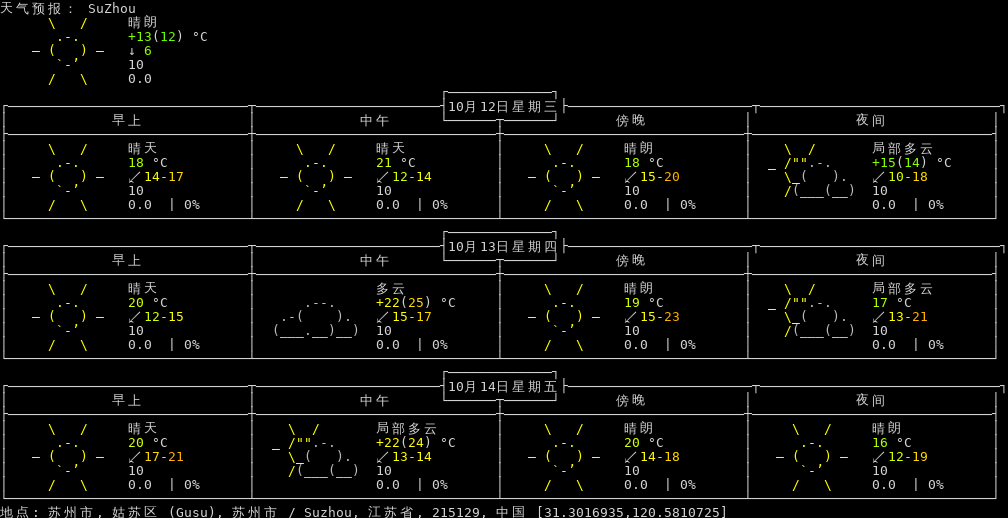 天气预报: SuZhou
晴朗
+13(12) °C
↓ 6
10
0.0
10月12日星期三
早上 中午 傍晚 夜间
晴天 晴天 晴朗 局部多云
18 °C 21 °C 18 °C +15(14) °C
↙14-17 ↙12-14 ↙15-20 ↙10-18
10 10 10 10
0.0 | 0% 0.0 | 0% 0.0 | 0% 0.0 | 0%
10月13日星期四
早上 中午 傍晚 夜间
晴天 多云 晴朗 局部多云
20 °C +22(25) °C 19 °C 17 °C
↙12-15 ↙15-17 ↙15-23 ↙13-21
10 10 10 10
0.0 | 0% 0.0 | 0% 0.0 | 0% 0.0 | 0%
10月14日星期五
早上 中午 傍晚 夜间
晴天 局部多云 晴朗 晴朗
20 °C +22(24) °C 20 °C 16 °C
↙17-21 ↙13-14 ↙14-18 ↙12-19
10 10 10 10
0.0 | 0% 0.0 | 0% 0.0 | 0% 0.0 | 0%
地点: 苏州市, 姑苏区 (Gusu), 苏州市 / Suzhou, 江苏省, 215129, 中国 [31.3016935,120.5810725]